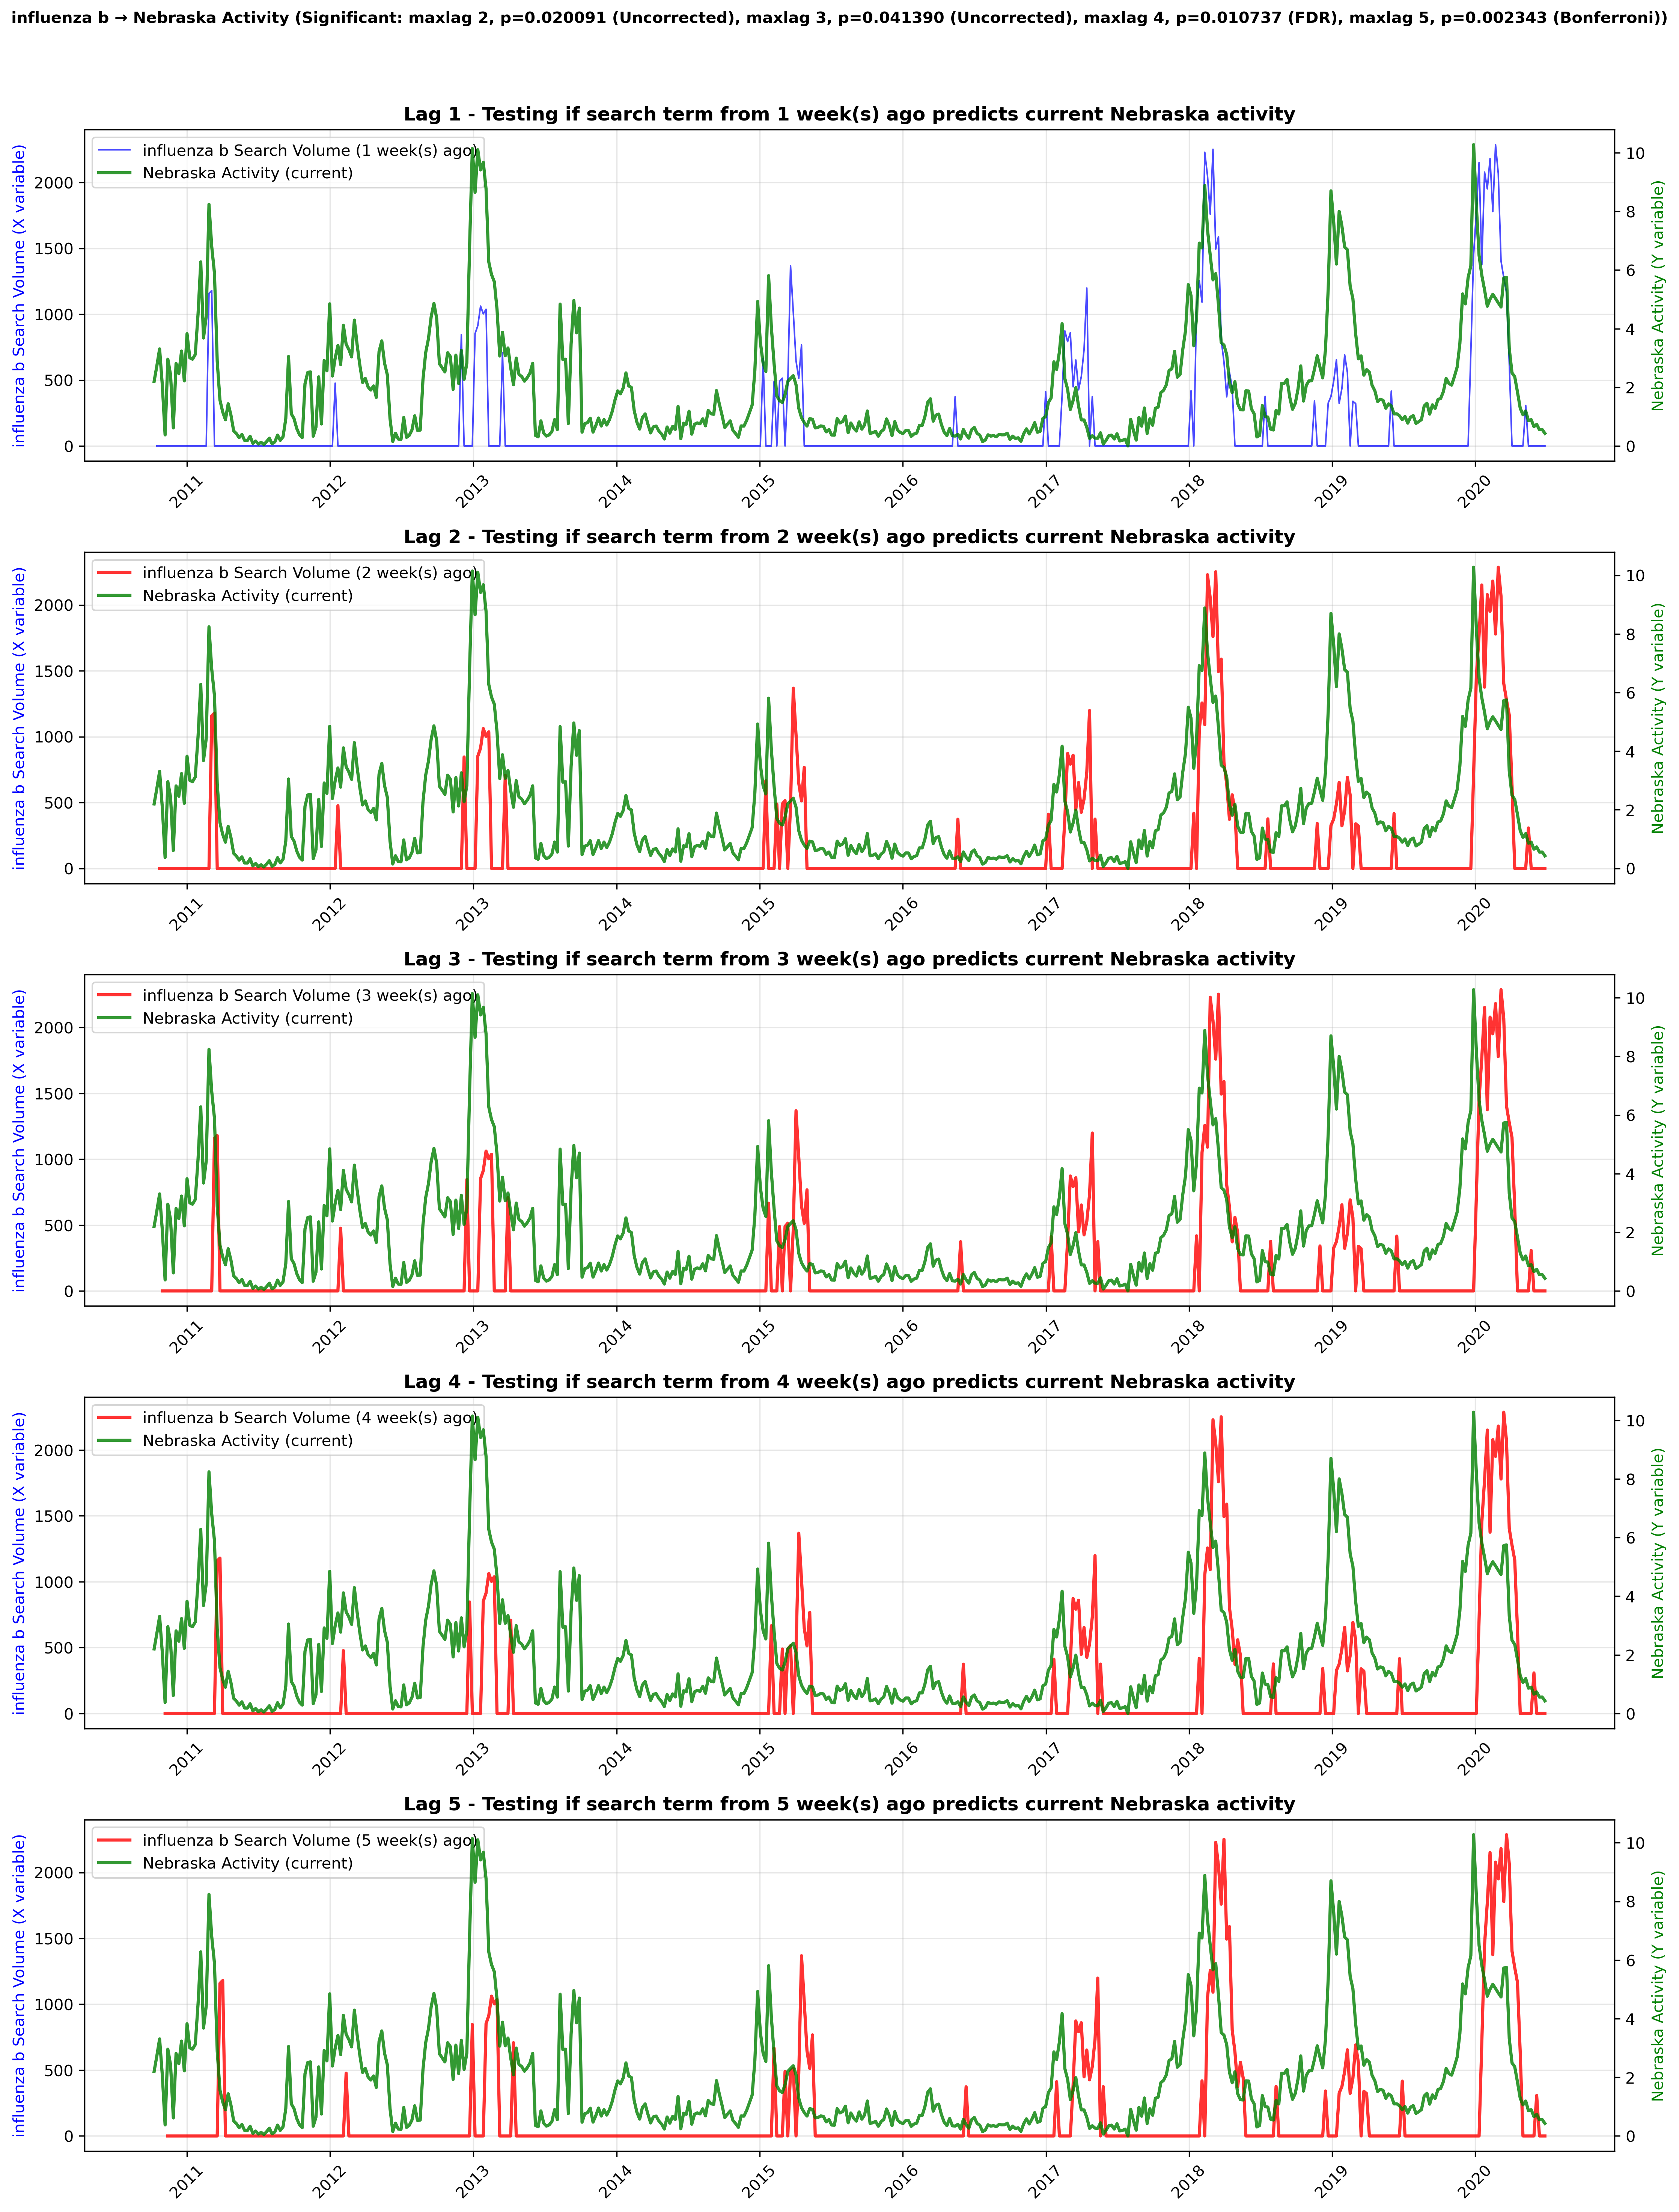 influenza b → Nebraska Activity (Significant: maxlag 2, p=0.020091 (Uncorrected), maxlag 3, p=0.041390 (Uncorrected), maxlag 4, p=0.010737 (FDR), maxlag 5, p=0.002343 (Bonferroni))
Lag 1 - Testing if search term from 1 week(s) ago predicts current Nebraska activity
influenza b Search Volume (1 week(s) ago)
Nebraska Activity (current)
influenza b Search Volume (X variable)
2000
1500
1000
500
0
10
8
6
4
2
0
Nebraska Activity (Y variable)
2011 2012 2013 2014 2015 2016 2017 2018 2019 2020
Lag 2 - Testing if search term from 2 week(s) ago predicts current Nebraska activity
influenza b Search Volume (2 week(s) ago)
Nebraska Activity (current)
influenza b Search Volume (X variable)
2000
1500
1000
500
0
10
8
6
4
2
0
Nebraska Activity (Y variable)
2011 2012 2013 2014 2015 2016 2017 2018 2019 2020
Lag 3 - Testing if search term from 3 week(s) ago predicts current Nebraska activity
influenza b Search Volume (3 week(s) ago)
Nebraska Activity (current)
influenza b Search Volume (X variable)
2000
1500
1000
500
0
10
8
6
4
2
0
Nebraska Activity (Y variable)
2011 2012 2013 2014 2015 2016 2017 2018 2019 2020
Lag 4 - Testing if search term from 4 week(s) ago predicts current Nebraska activity
influenza b Search Volume (4 week(s) ago)
Nebraska Activity (current)
influenza b Search Volume (X variable)
2000
1500
1000
500
0
10
8
6
4
2
0
Nebraska Activity (Y variable)
2011 2012 2013 2014 2015 2016 2017 2018 2019 2020
Lag 5 - Testing if search term from 5 week(s) ago predicts current Nebraska activity
influenza b Search Volume (5 week(s) ago)
Nebraska Activity (current)
influenza b Search Volume (X variable)
2000
1500
1000
500
0
10
8
6
4
2
0
Nebraska Activity (Y variable)
2011 2012 2013 2014 2015 2016 2017 2018 2019 2020